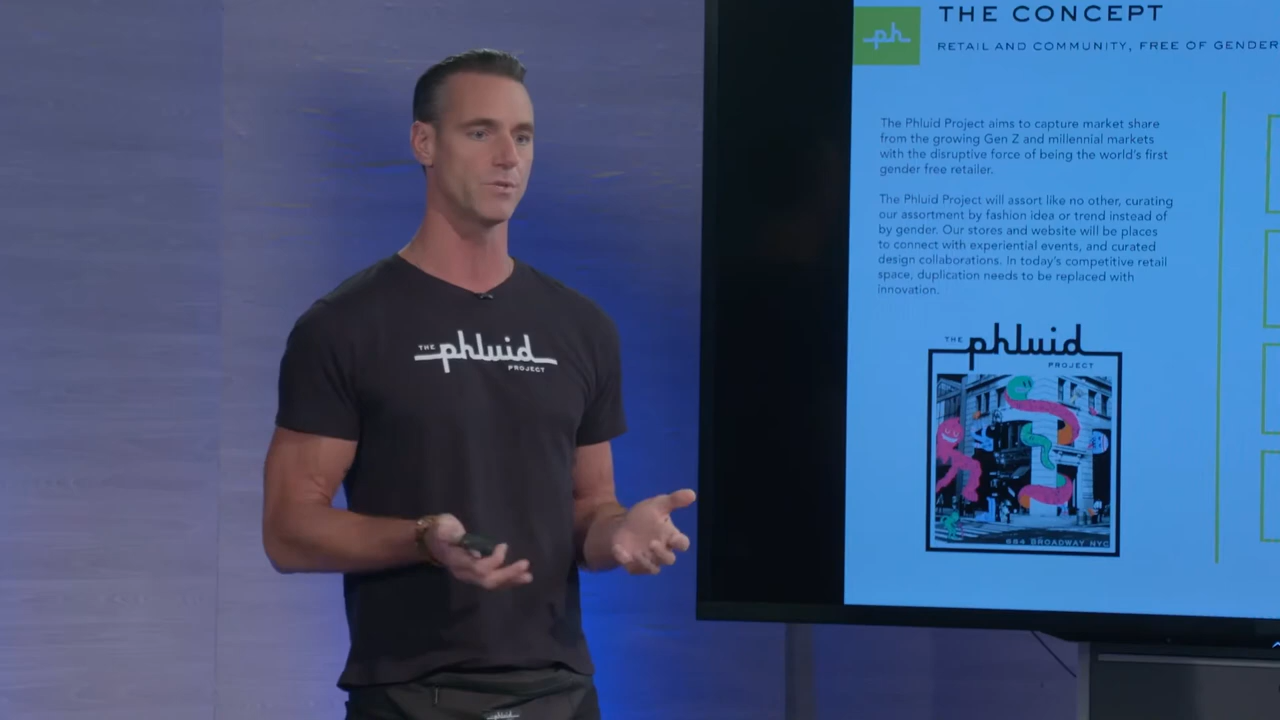 THE phluid
PROJECT
phluid
ph
THE CONCEPT
RETAIL AND COMMUNITY, FREE OF GENDER
The Phluid Project aims to capture market share
from the growing Gen Z and millennial markets
with the disruptive force of being the world's first
gender free retailer.
The Phluid Project will assort like no other, curating
our assortment by fashion idea or trend instead of
by gender. Our stores and website will be places
to connect with experiential events, and curated
design collaborations. In today's competitive retail
space, duplication needs to be replaced with
innovation.
THE phluid
PROJECT
684 BROADWAY NYC